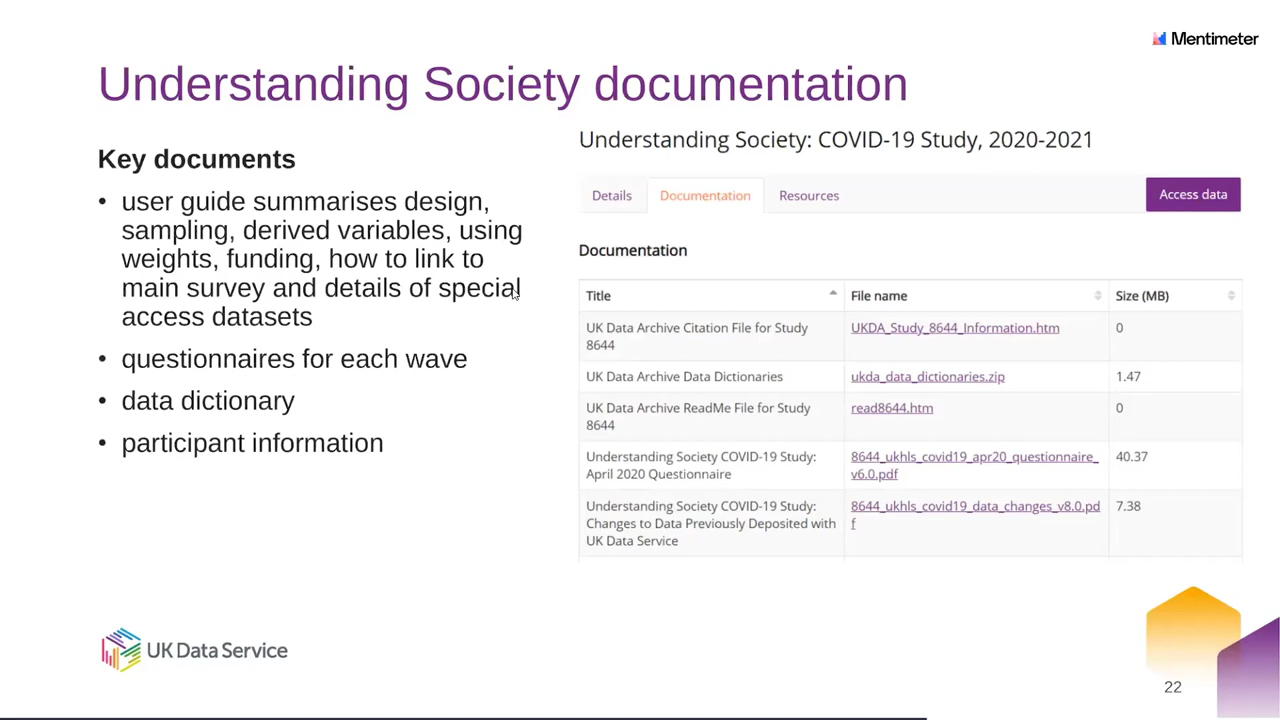 Mentimeter
Understanding Society documentation
Key documents
• user guide summarises design,
sampling, derived variables, using
weights, funding, how to link to
main survey and details of special
access datasets
• questionnaires for each wave
• data dictionary
• participant information
Understanding Society: COVID-19 Study, 2020-2021
Details Documentation Resources Access data
Documentation
Title File name Size (MB)
UK Data Archive Citation File for Study UKDA_Study_8644_Information.htm 0
8644
UK Data Archive Data Dictionaries ukda_data_dictionaries.zip 1.47
UK Data Archive ReadMe File for Study read8644.htm 0
8644
Understanding Society COVID-19 Study: 8644_ukhls_covid19_apr20_questionnaire_ 40.37
April 2020 Questionnaire v6.0.pdf
Understanding Society COVID-19 Study: 8644_ukhls_covid19_data_changes_v8.0.pd 7.38
Changes to Data Previously Deposited with f
UK Data Service
UK Data Service
22